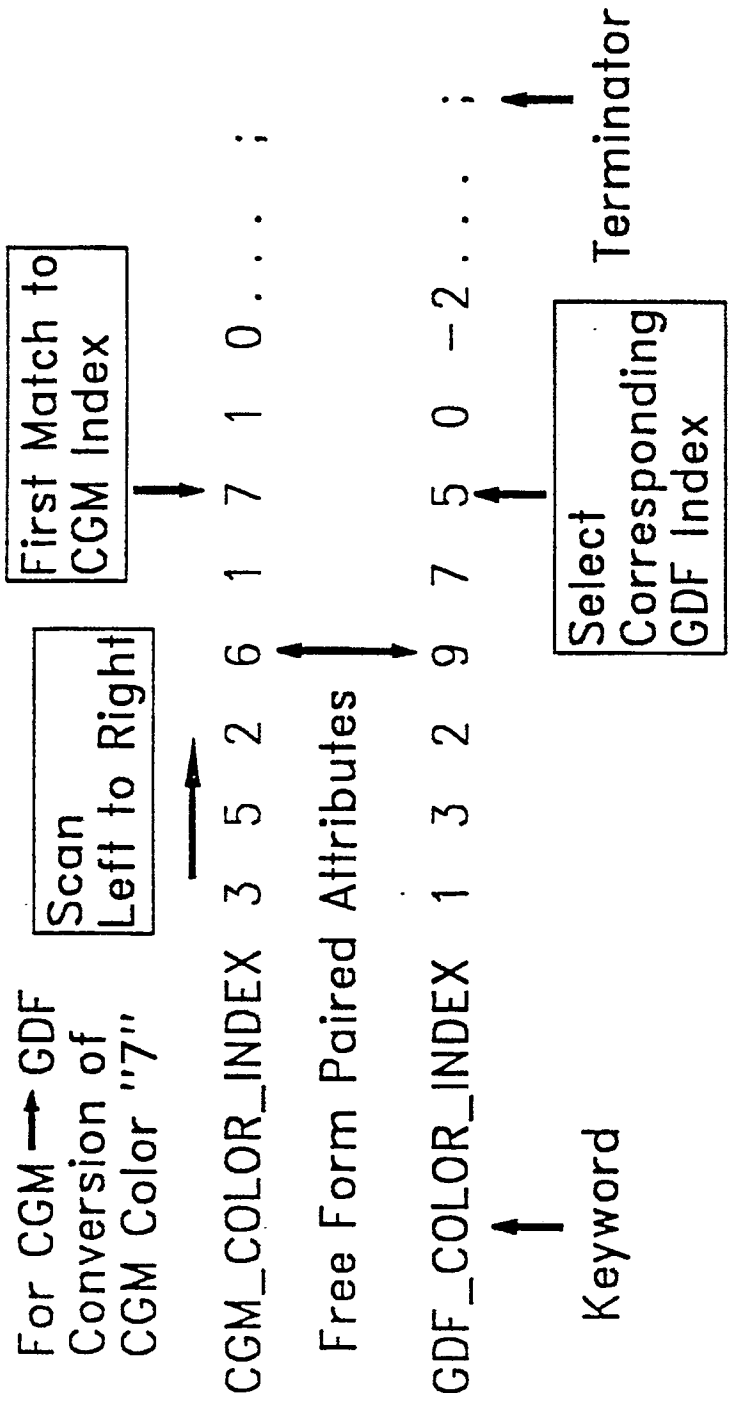 For CGM → GDF
Conversion of
CGM Color "7"
Scan
Left to Right
First Match to
CGM Index
CGM_COLOR_INDEX 3 5 2 6 1 7 1 0 . . . ;
Free Form Paired Attributes
GDF_COLOR_INDEX 1 3 2 9 7 5 0 -2 . . . ;
Keyword
Select
Corresponding
GDF Index
Terminator